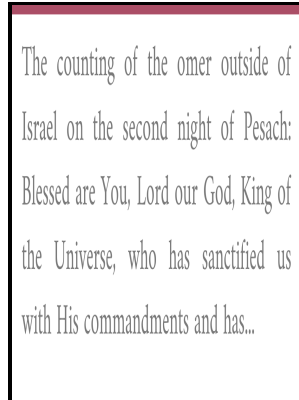 The counting of the omer outside of
Israel on the second night of Pesach:
Blessed are You, Lord our God, King of
the Universe, who has sanctified us
with His commandments and has...